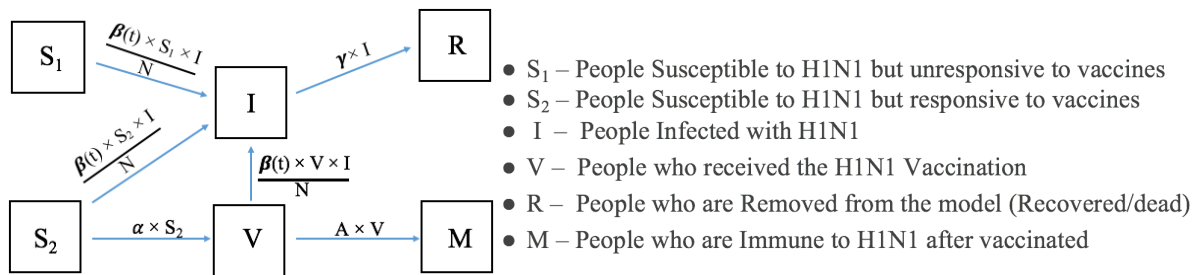 S₁
β(t) × S₁ × I
N
I
γ× I
R
β(t) × S₂ × I
N
β(t) × V × I
N
S₂
α × S₂
V
A × V
M
● S₁ – People Susceptible to H1N1 but unresponsive to vaccines
● S₂ – People Susceptible to H1N1 but responsive to vaccines
● I – People Infected with H1N1
● V – People who received the H1N1 Vaccination
● R – People who are Removed from the model (Recovered/dead)
● M – People who are Immune to H1N1 after vaccinated